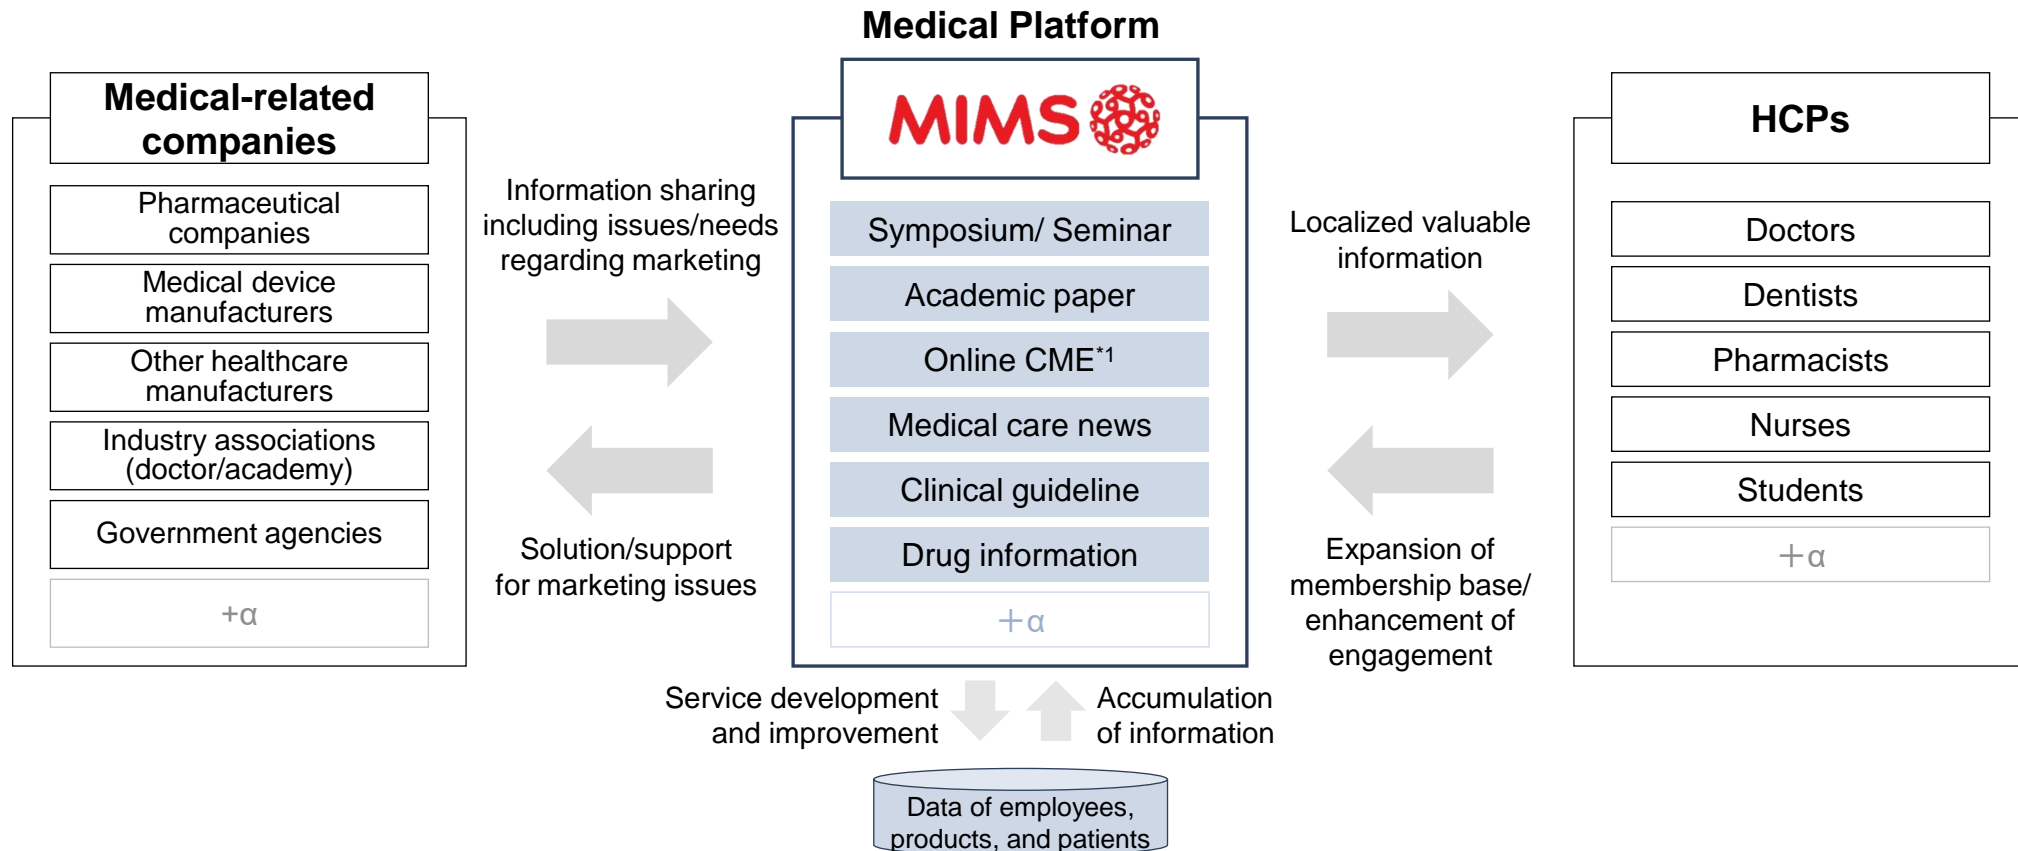 Medical Platform
Medical-related
companies
Pharmaceutical
companies
Medical device
manufacturers
Other healthcare
manufacturers
Industry associations
(doctor/academy)
Government agencies
+α
Information sharing
including issues/needs
regarding marketing
Solution/support
for marketing issues
MIMS
Symposium/ Seminar
Academic paper
Online CME*1
Medical care news
Clinical guideline
Drug information
＋α
Localized valuable
information
Expansion of
membership base/
enhancement of
engagement
HCPs
Doctors
Dentists
Pharmacists
Nurses
Students
＋α
Service development
and improvement
Accumulation
of information
Data of employees,
products, and patients